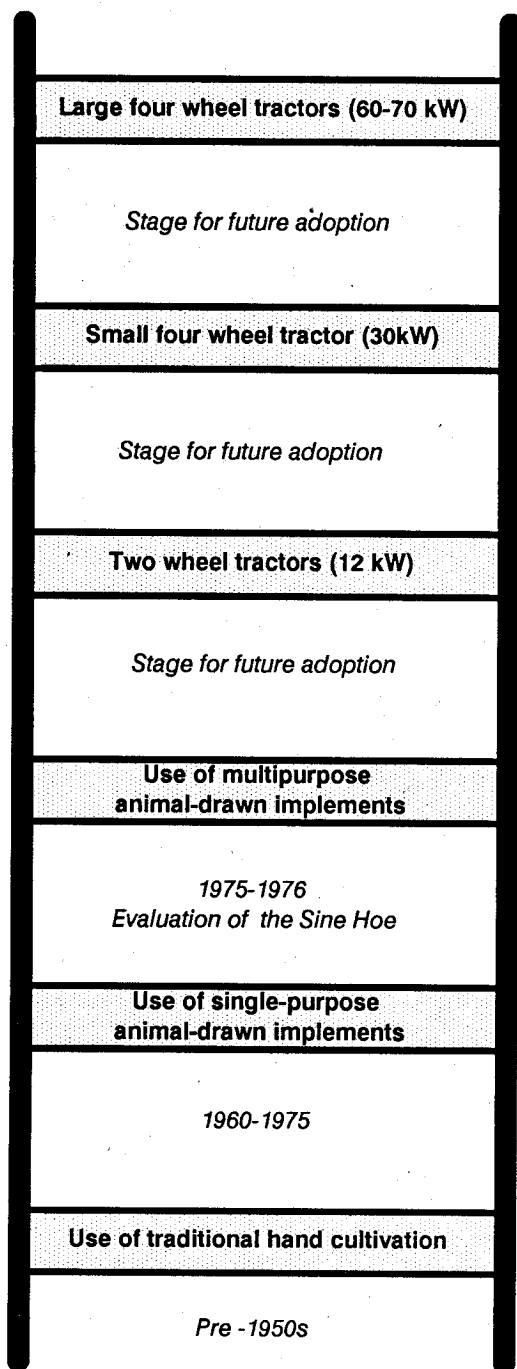 Large four wheel tractors (60-70 kW)
Stage for future adoption
Small four wheel tractor (30kW)
Stage for future adoption
Two wheel tractors (12 kW)
Stage for future adoption
Use of multipurpose
animal-drawn implements
1975-1976
Evaluation of the Sine Hoe
Use of single-purpose
animal-drawn implements
1960-1975
Use of traditional hand cultivation
Pre -1950s